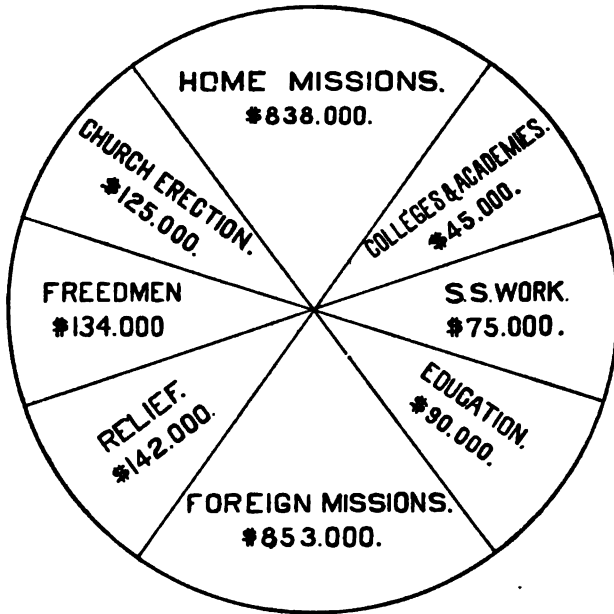 HOME MISSIONS.
$838.000.
COLLEGES & ACADEMIES.
$45.000.
S.S. WORK.
$75.000.
EDUCATION.
$90.000.
FOREIGN MISSIONS.
$853.000.
RELIEF.
$142.000.
FREEDMEN
$134.000
CHURCH ERECTION.
$125.000.